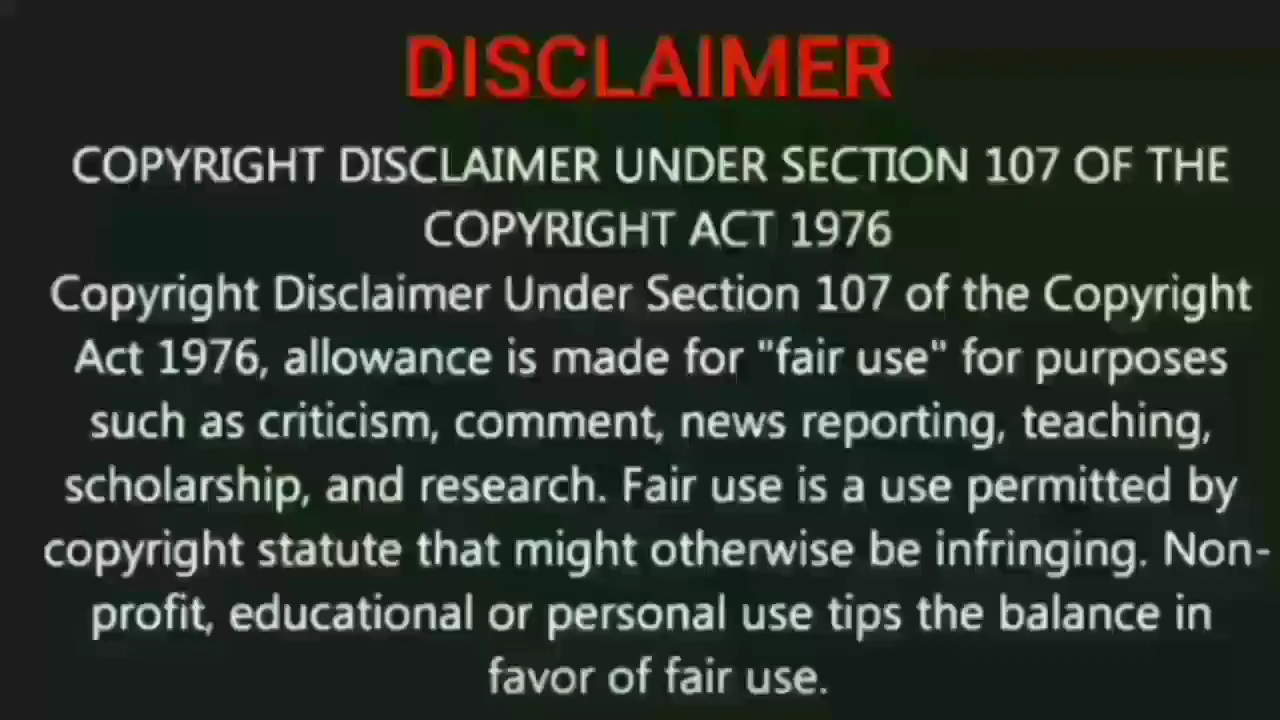 DISCLAIMER
COPYRIGHT DISCLAIMER UNDER SECTION 107 OF THE
COPYRIGHT ACT 1976
Copyright Disclaimer Under Section 107 of the Copyright
Act 1976, allowance is made for "fair use" for purposes
such as criticism, comment, news reporting, teaching,
scholarship, and research. Fair use is a use permitted by
copyright statute that might otherwise be infringing. Non-
profit, educational or personal use tips the balance in
favor of fair use.